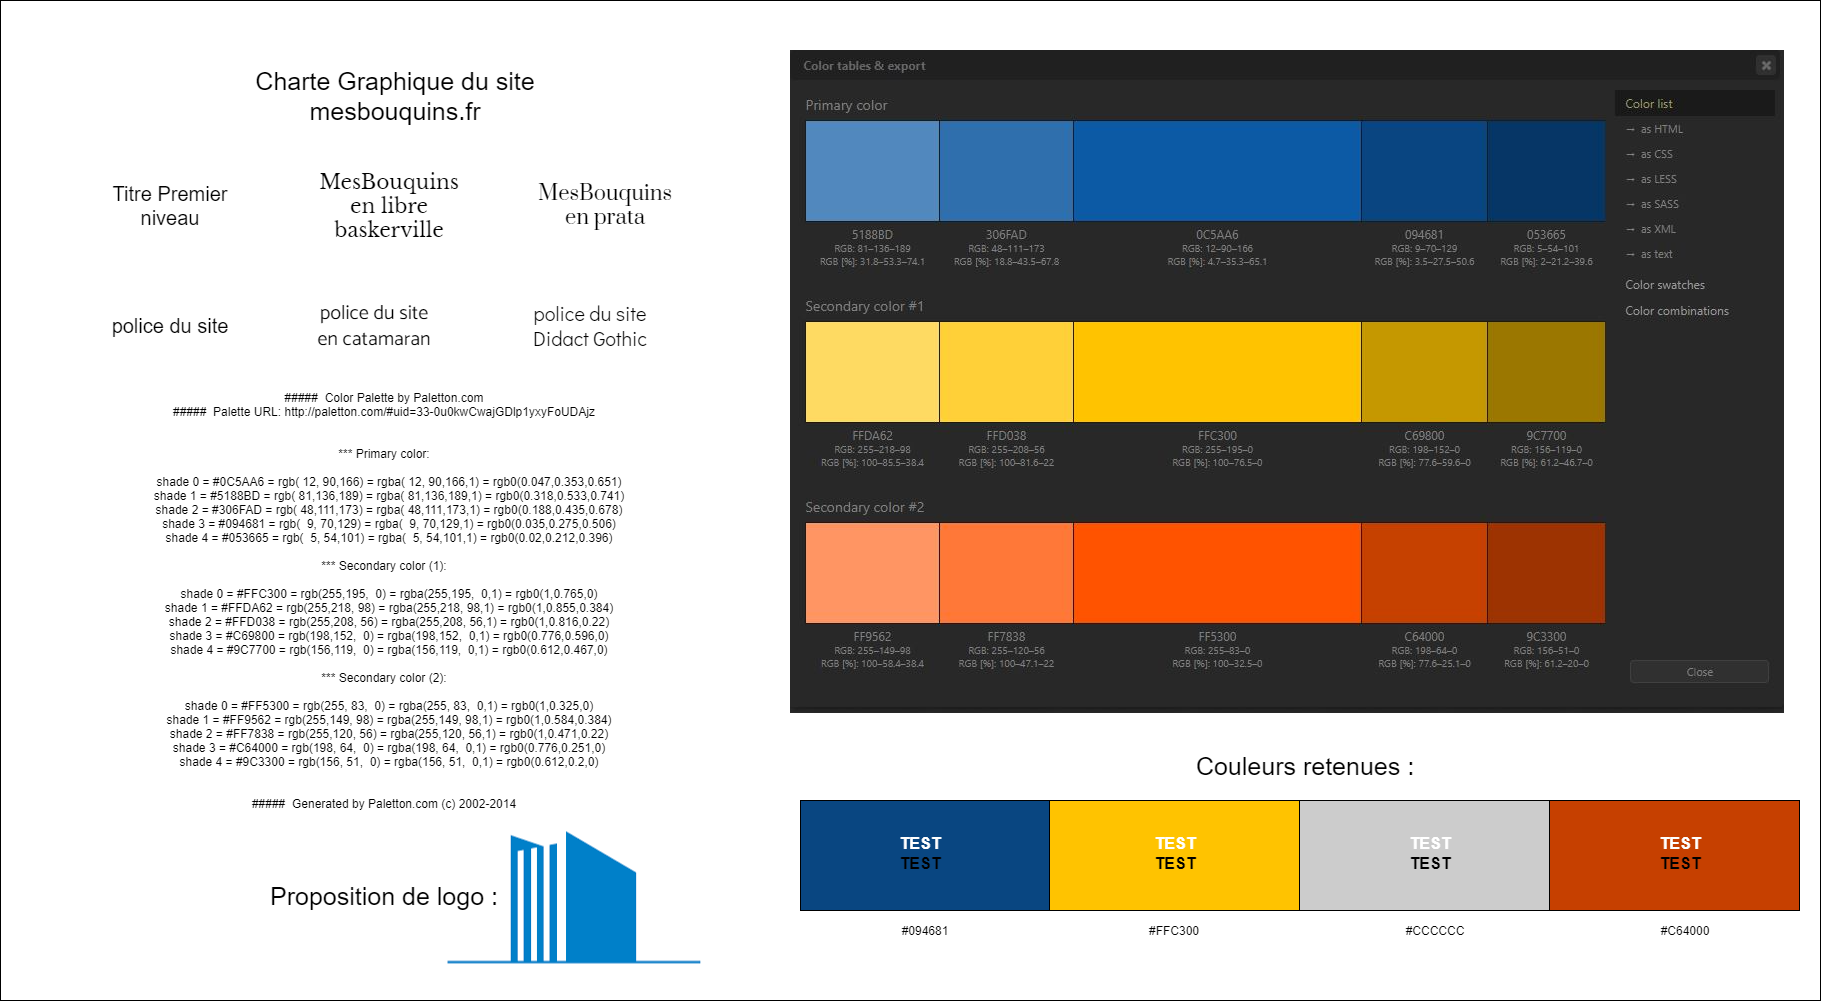 Charte Graphique du site
mesbouquins.fr
Titre Premier
niveau
MesBouquins
en libre
baskerville
MesBouquins
en prata
police du site
police du site
en catamaran
police du site
Didact Gothic
##### Color Palette by Paletton.com
##### Palette URL: http://paletton.com/#uid=33-0u0kwCwajGDlp1yxyFoUDAjz
*** Primary color:
shade 0 = #0C5AA6 = rgb( 12, 90,166) = rgba( 12, 90,166,1) = rgb0(0.047,0.353,0.651)
shade 1 = #5188BD = rgb( 81,136,189) = rgba( 81,136,189,1) = rgb0(0.318,0.533,0.741)
shade 2 = #306FAD = rgb( 48,111,173) = rgba( 48,111,173,1) = rgb0(0.188,0.435,0.678)
shade 3 = #094681 = rgb(  9, 70,129) = rgba(  9, 70,129,1) = rgb0(0.035,0.275,0.506)
shade 4 = #053665 = rgb(  5, 54,101) = rgba(  5, 54,101,1) = rgb0(0.02,0.212,0.396)
*** Secondary color (1):
shade 0 = #FFC300 = rgb(255,195,  0) = rgba(255,195,  0,1) = rgb0(1,0.765,0)
shade 1 = #FFDA62 = rgb(255,218, 98) = rgba(255,218, 98,1) = rgb0(1,0.855,0.384)
shade 2 = #FFD038 = rgb(255,208, 56) = rgba(255,208, 56,1) = rgb0(1,0.816,0.22)
shade 3 = #C69800 = rgb(198,152,  0) = rgba(198,152,  0,1) = rgb0(0.776,0.596,0)
shade 4 = #9C7700 = rgb(156,119,  0) = rgba(156,119,  0,1) = rgb0(0.612,0.467,0)
*** Secondary color (2):
shade 0 = #FF5300 = rgb(255, 83,  0) = rgba(255, 83,  0,1) = rgb0(1,0.325,0)
shade 1 = #FF9562 = rgb(255,149, 98) = rgba(255,149, 98,1) = rgb0(1,0.584,0.384)
shade 2 = #FF7838 = rgb(255,120, 56) = rgba(255,120, 56,1) = rgb0(1,0.471,0.22)
shade 3 = #C64000 = rgb(198, 64,  0) = rgba(198, 64,  0,1) = rgb0(0.776,0.251,0)
shade 4 = #9C3300 = rgb(156, 51,  0) = rgba(156, 51,  0,1) = rgb0(0.612,0.2,0)
##### Generated by Paletton.com (c) 2002-2014
Proposition de logo :
Color tables & export
Primary color
5188BD
RGB: 81–136–189
RGB [%]: 31.8–53.3–74.1
306FAD
RGB: 48–111–173
RGB [%]: 18.8–43.5–67.8
0C5AA6
RGB: 12–90–166
RGB [%]: 4.7–35.3–65.1
094681
RGB: 9–70–129
RGB [%]: 3.5–27.5–50.6
053665
RGB: 5–54–101
RGB [%]: 2–21.2–39.6
Secondary color #1
FFDA62
RGB: 255–218–98
RGB [%]: 100–85.5–38.4
FFD038
RGB: 255–208–56
RGB [%]: 100–81.6–22
FFC300
RGB: 255–195–0
RGB [%]: 100–76.5–0
C69800
RGB: 198–152–0
RGB [%]: 77.6–59.6–0
9C7700
RGB: 156–119–0
RGB [%]: 61.2–46.7–0
Secondary color #2
FF9562
RGB: 255–149–98
RGB [%]: 100–58.4–38.4
FF7838
RGB: 255–120–56
RGB [%]: 100–47.1–22
FF5300
RGB: 255–83–0
RGB [%]: 100–32.5–0
C64000
RGB: 198–64–0
RGB [%]: 77.6–25.1–0
9C3300
RGB: 156–51–0
RGB [%]: 61.2–20–0
Color list
→ as HTML
→ as CSS
→ as LESS
→ as SASS
→ as XML
→ as text
Color swatches
Color combinations
Close
Couleurs retenues :
TEST
TEST
#094681
TEST
TEST
#FFC300
TEST
TEST
#CCCCCC
TEST
TEST
#C64000